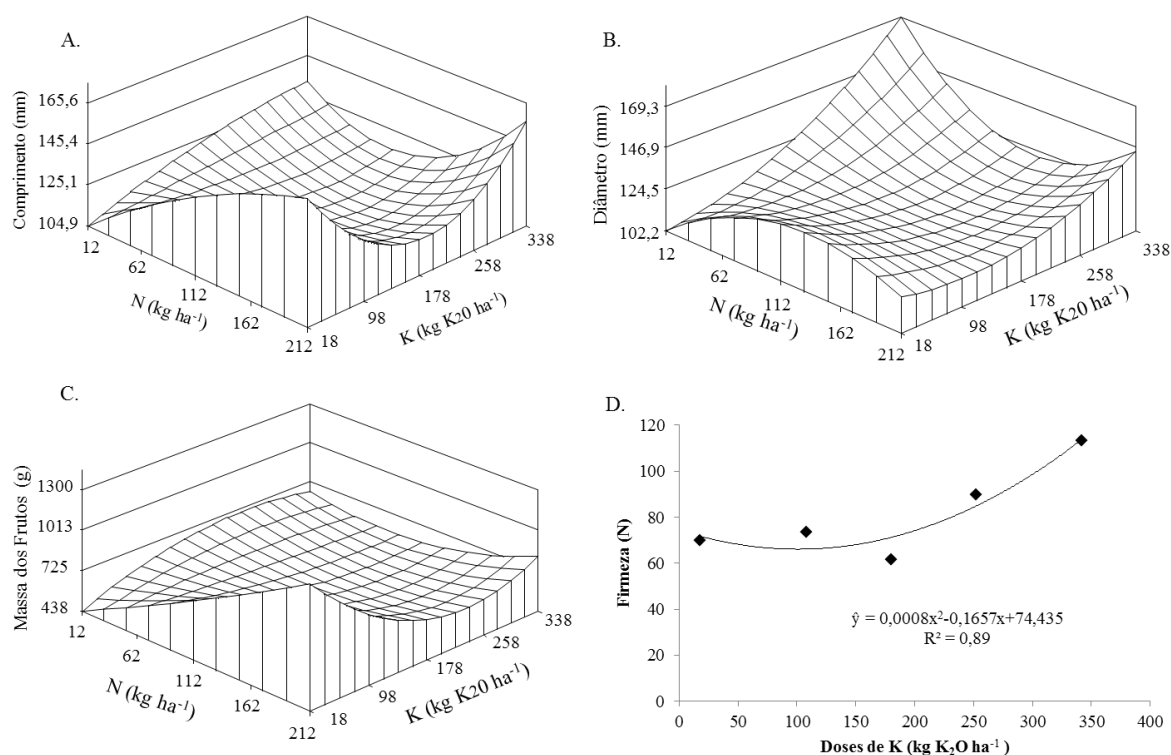 A.
Comprimento (mm)
165,6
145,4
125,1
104,9
12
62
112
162
212
N (kg ha⁻¹)
18
98
178
258
338
K (kg K20 ha⁻¹)
B.
Diâmetro (mm)
169,3
146,9
124,5
102,2
12
62
112
162
212
N (kg ha⁻¹)
18
98
178
258
338
K (kg K20 ha⁻¹)
C.
Massa dos Frutos (g)
1300
1013
725
438
12
62
112
162
212
N (kg ha⁻¹)
18
98
178
258
338
K (kg K20 ha⁻¹)
D.
Firmeza (N)
120
100
80
60
40
20
0
ŷ = 0,0008x²-0,1657x+74,435
R² = 0,89
0 50 100 150 200 250 300 350 400
Doses de K (kg K₂O ha⁻¹)